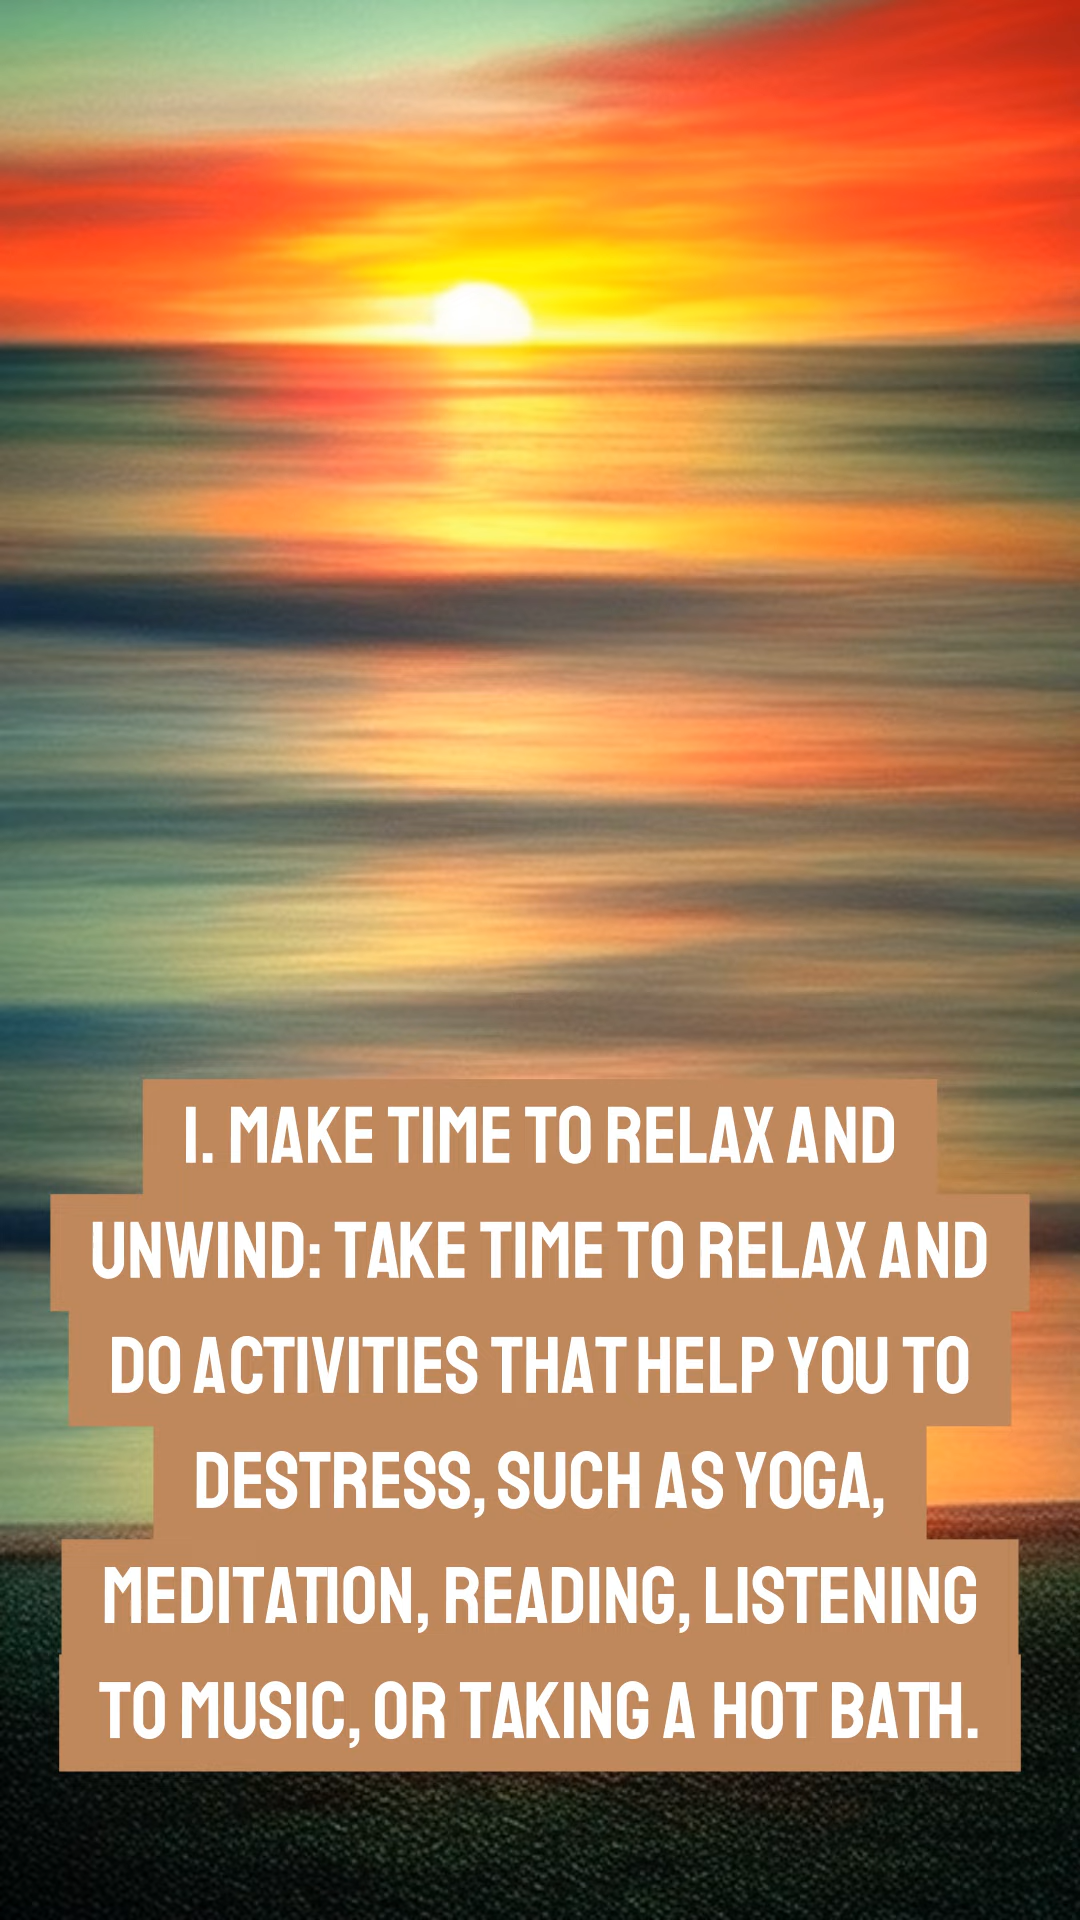 1. MAKE TIME TO RELAX AND
UNWIND: TAKE TIME TO RELAX AND
DO ACTIVITIES THAT HELP YOU TO
DESTRESS, SUCH AS YOGA,
MEDITATION, READING, LISTENING
TO MUSIC, OR TAKING A HOT BATH.